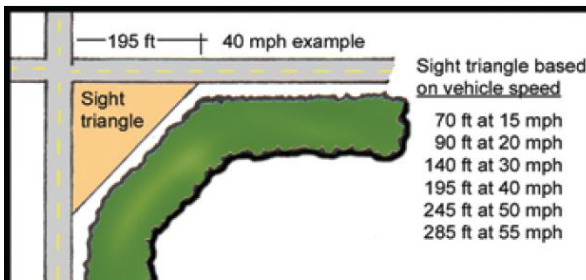 195 ft
40 mph example
Sight
triangle
Sight triangle based
on vehicle speed
70 ft at 15 mph
90 ft at 20 mph
140 ft at 30 mph
195 ft at 40 mph
245 ft at 50 mph
285 ft at 55 mph